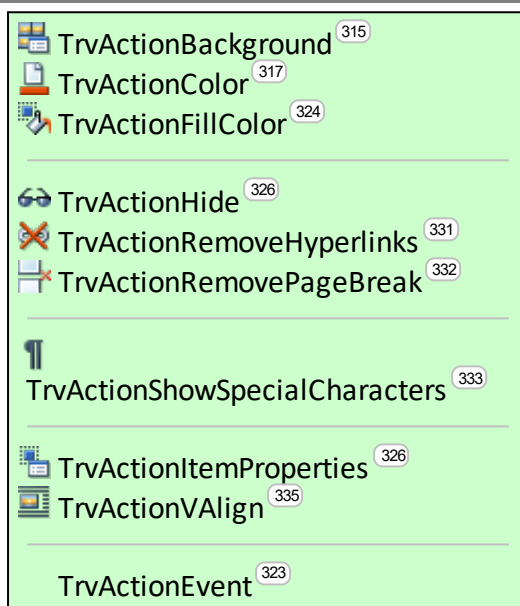 TrvActionBackground 315
TrvActionColor 317
TrvActionFillColor 324
TrvActionHide 326
TrvActionRemoveHyperlinks 331
TrvActionRemovePageBreak 332
¶
TrvActionShowSpecialCharacters 333
TrvActionItemProperties 326
TrvActionVAlign 335
TrvActionEvent 323